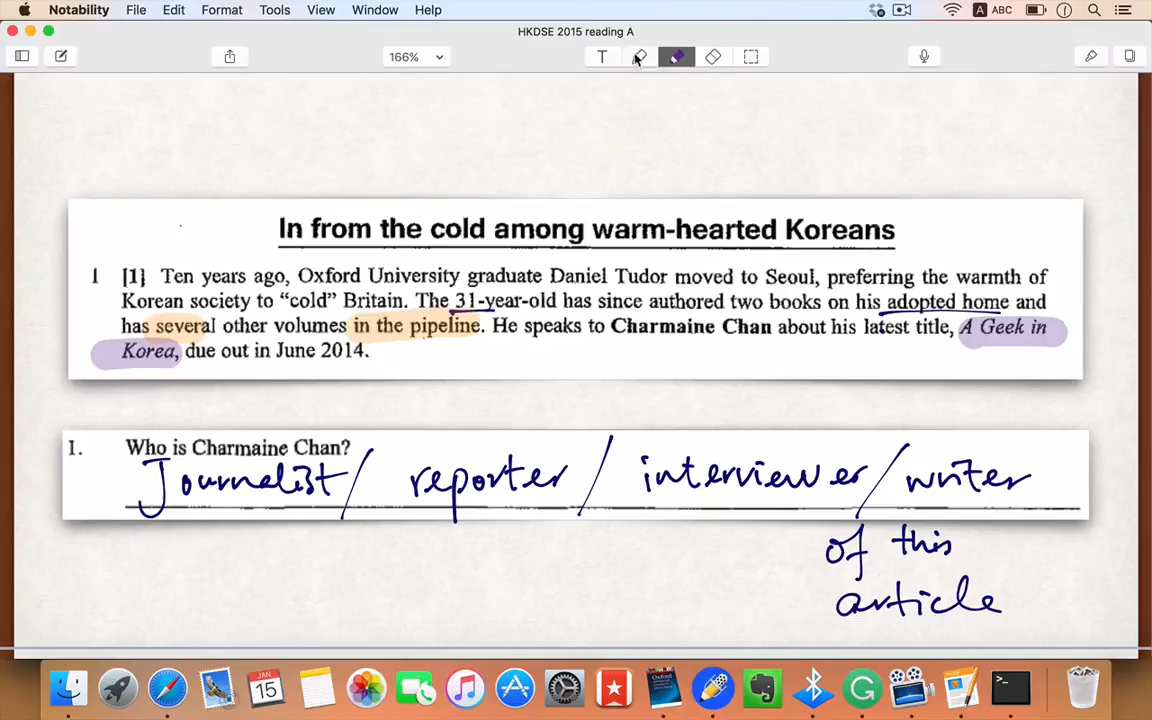 Notability File Edit Format Tools View Window Help A ABC
HKDSE 2015 reading A
166% T
In from the cold among warm-hearted Koreans
1 [1] Ten years ago, Oxford University graduate Daniel Tudor moved to Seoul, preferring the warmth of
Korean society to “cold” Britain. The 31-year-old has since authored two books on his adopted home and
has several other volumes in the pipeline. He speaks to Charmaine Chan about his latest title, A Geek in
Korea, due out in June 2014.
1. Who is Charmaine Chan?
Journalist / reporter / interviewer / writer
of this
article
JAN
15